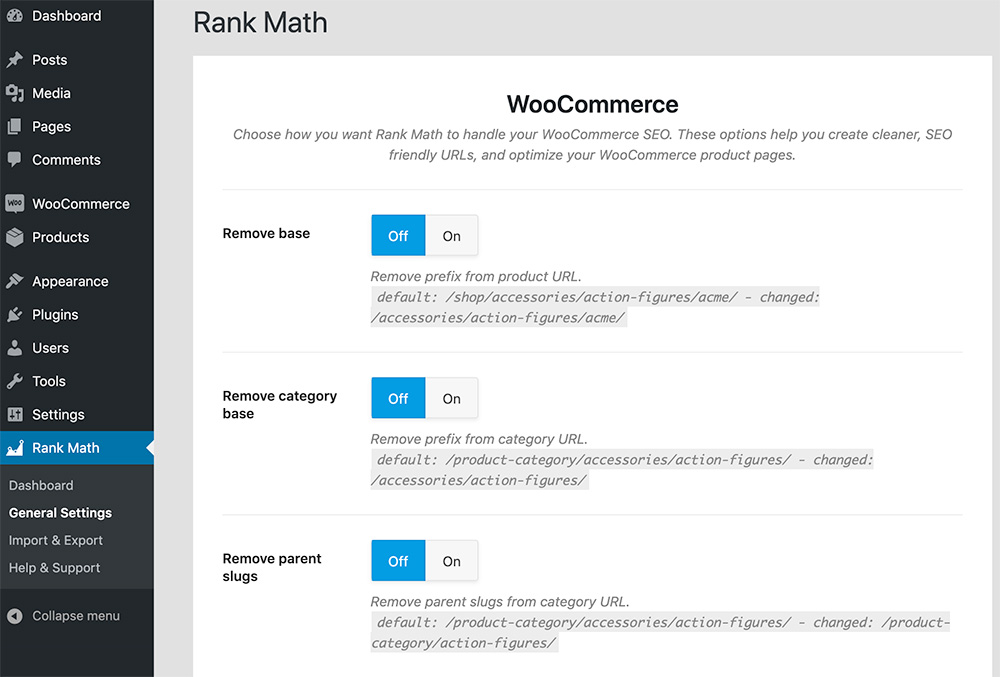 Dashboard
Posts
Media
Pages
Comments
WOO
WooCommerce
Products
Appearance
Plugins
Users
Tools
Settings
Rank Math
Dashboard
General Settings
Import & Export
Help & Support
Collapse menu
Rank Math
WooCommerce
Choose how you want Rank Math to handle your WooCommerce SEO. These options help you create cleaner, SEO
friendly URLs, and optimize your WooCommerce product pages.
Remove base
Off On
Remove prefix from product URL.
default: /shop/accessories/action-figures/acme/ - changed:
/accessories/action-figures/acme/
Remove category
base
Off On
Remove prefix from category URL.
default: /product-category/accessories/action-figures/ - changed:
/accessories/action-figures/
Remove parent
slugs
Off On
Remove parent slugs from category URL.
default: /product-category/accessories/action-figures/ - changed: /product-
category/action-figures/